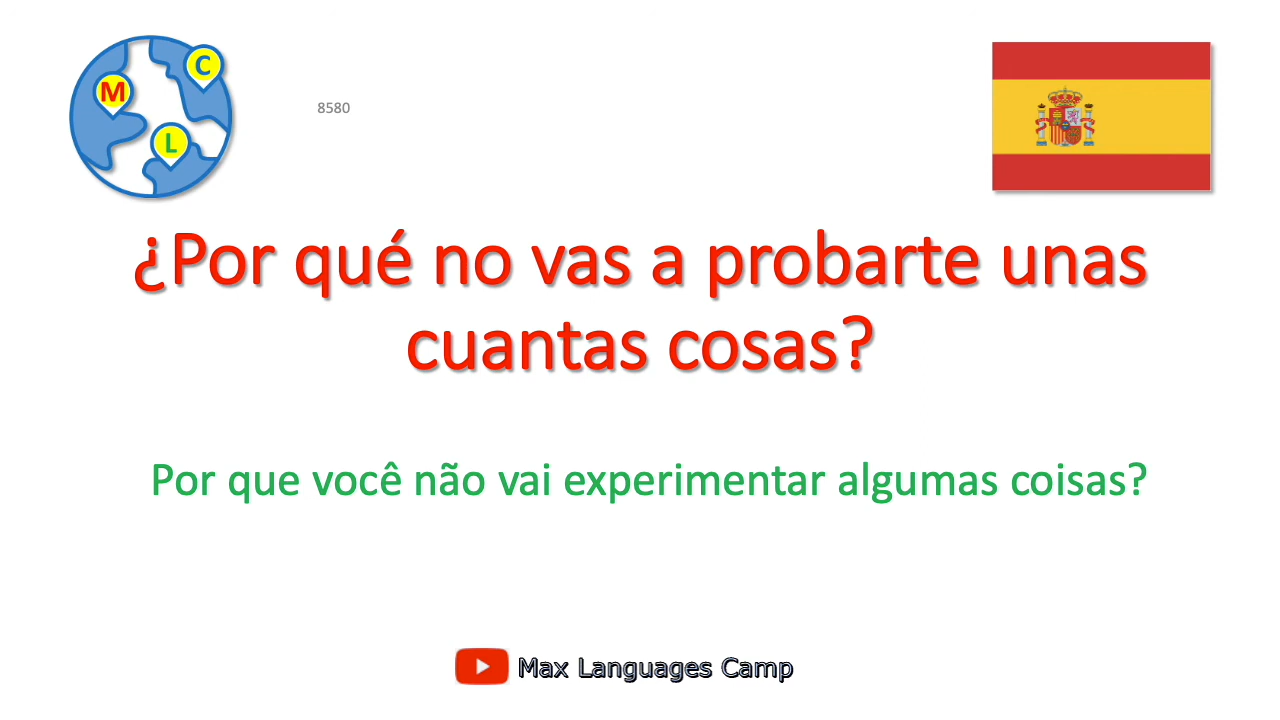 M
C
L
8580
¿Por qué no vas a probarte unas
cuantas cosas?
Por que você não vai experimentar algumas coisas?
Max Languages Camp